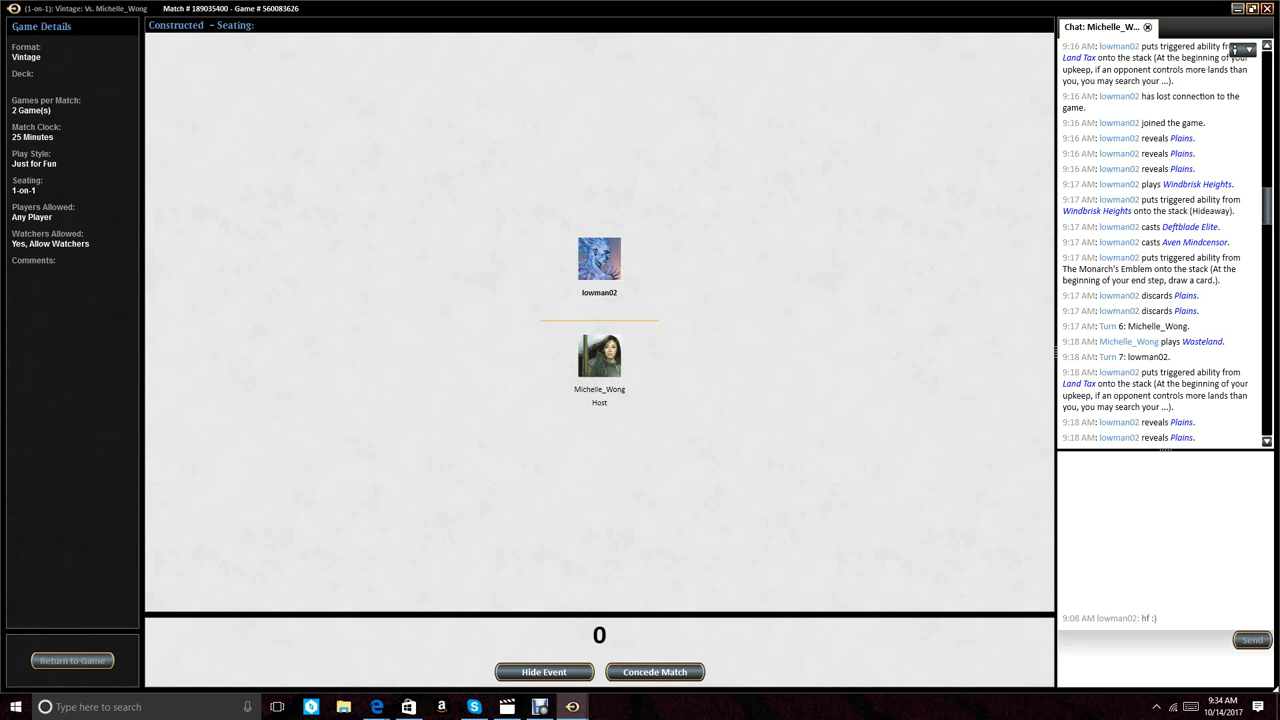 (1-on-1): Vintage: Vs. Michelle_Wong
Match # 189035400 - Game # 560083626
Game Details
Format:
Vintage
Deck:
Games per Match:
2 Game(s)
Match Clock:
25 Minutes
Play Style:
Just for Fun
Seating:
1-on-1
Players Allowed:
Any Player
Watchers Allowed:
Yes, Allow Watchers
Comments:
Return to Game
Constructed - Seating:
lowman02
Michelle_Wong
Host
0
Hide Event
Concede Match
Chat: Michelle_W...
9:16 AM: lowman02 puts triggered ability
Land Tax onto the stack (At the beginning of your
upkeep, if an opponent controls more lands than
you, you may search your ...).
9:16 AM: lowman02 has lost connection to the
game.
9:16 AM: lowman02 joined the game.
9:16 AM: lowman02 reveals Plains.
9:16 AM: lowman02 reveals Plains.
9:16 AM: lowman02 reveals Plains.
9:17 AM: lowman02 plays Windbrisk Heights.
9:17 AM: lowman02 puts triggered ability from
Windbrisk Heights onto the stack (Hideaway).
9:17 AM: lowman02 casts Deftblade Elite.
9:17 AM: lowman02 casts Aven Mindcensor.
9:17 AM: lowman02 puts triggered ability from
The Monarch's Emblem onto the stack (At the
beginning of your end step, draw a card.).
9:17 AM: lowman02 discards Plains.
9:17 AM: lowman02 discards Plains.
9:17 AM: Turn 6: Michelle_Wong.
9:18 AM: Michelle_Wong plays Wasteland.
9:18 AM: Turn 7: lowman02.
9:18 AM: lowman02 puts triggered ability from
Land Tax onto the stack (At the beginning of your
upkeep, if an opponent controls more lands than
you, you may search your ...).
9:18 AM: lowman02 reveals Plains.
9:18 AM: lowman02 reveals Plains.
9:08 AM lowman02: hf :)
Send
Type here to search
9:34 AM
10/14/2017